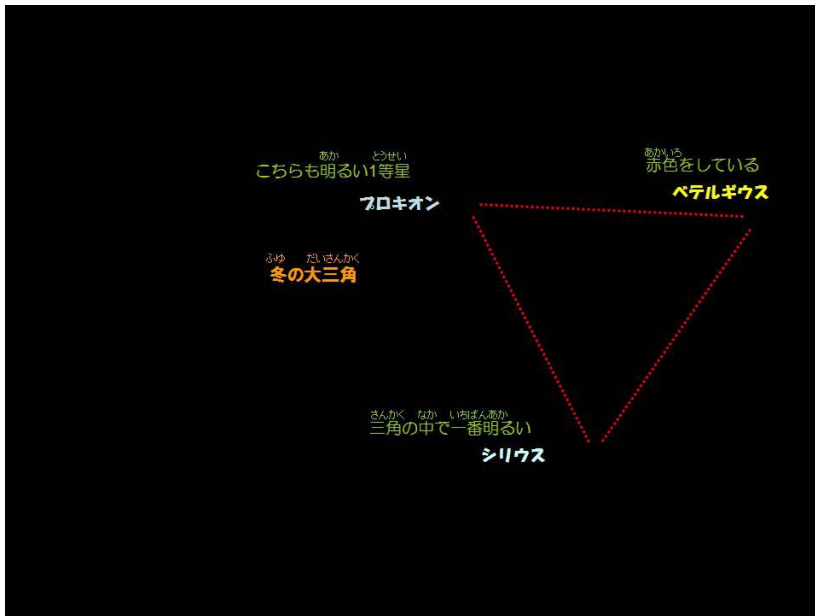 あか とうせい
こちらも明るい1等星
プロキオン
あかいろ
赤色をしている
ベテルギウス
ふゆ だいさんかく
冬の大三角
さんかく なか いちばんあか
三角の中で一番明るい
シリウス